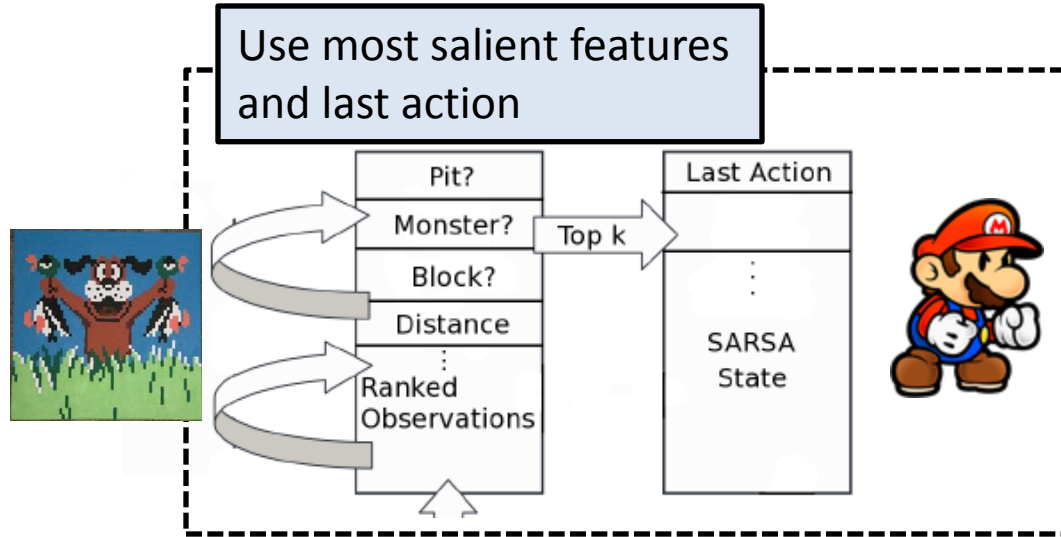 Use most salient features
and last action
Pit?
Monster?
Block?
Distance
⋮
Ranked
Observations
Top k
Last Action
⋮
SARSA
State
M